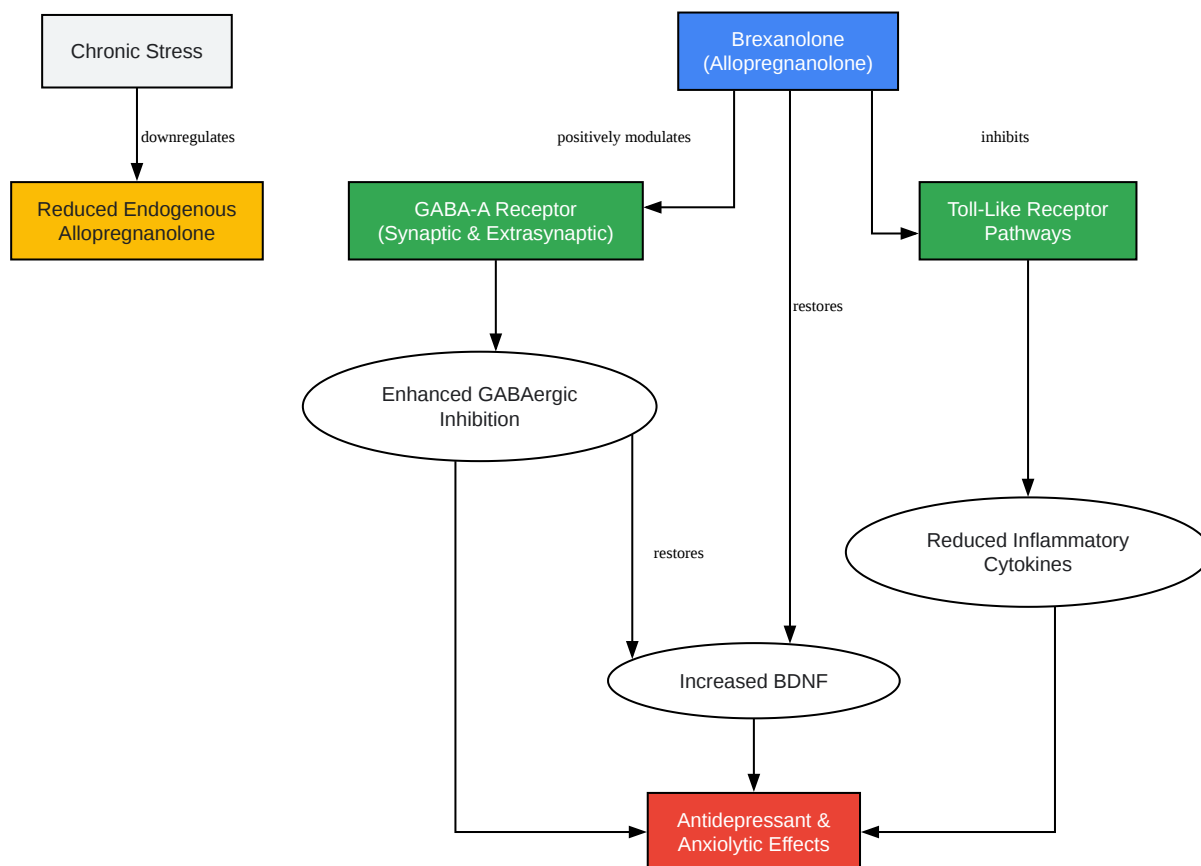 Chronic Stress
Brexanolone
(Allopregnanolone)
downregulates
positively modulates
inhibits
Reduced Endogenous
Allopregnanolone
GABA-A Receptor
(Synaptic & Extrasynaptic)
Toll-Like Receptor
Pathways
restores
Enhanced GABAergic
Inhibition
restores
Reduced Inflammatory
Cytokines
Increased BDNF
Antidepressant &
Anxiolytic Effects